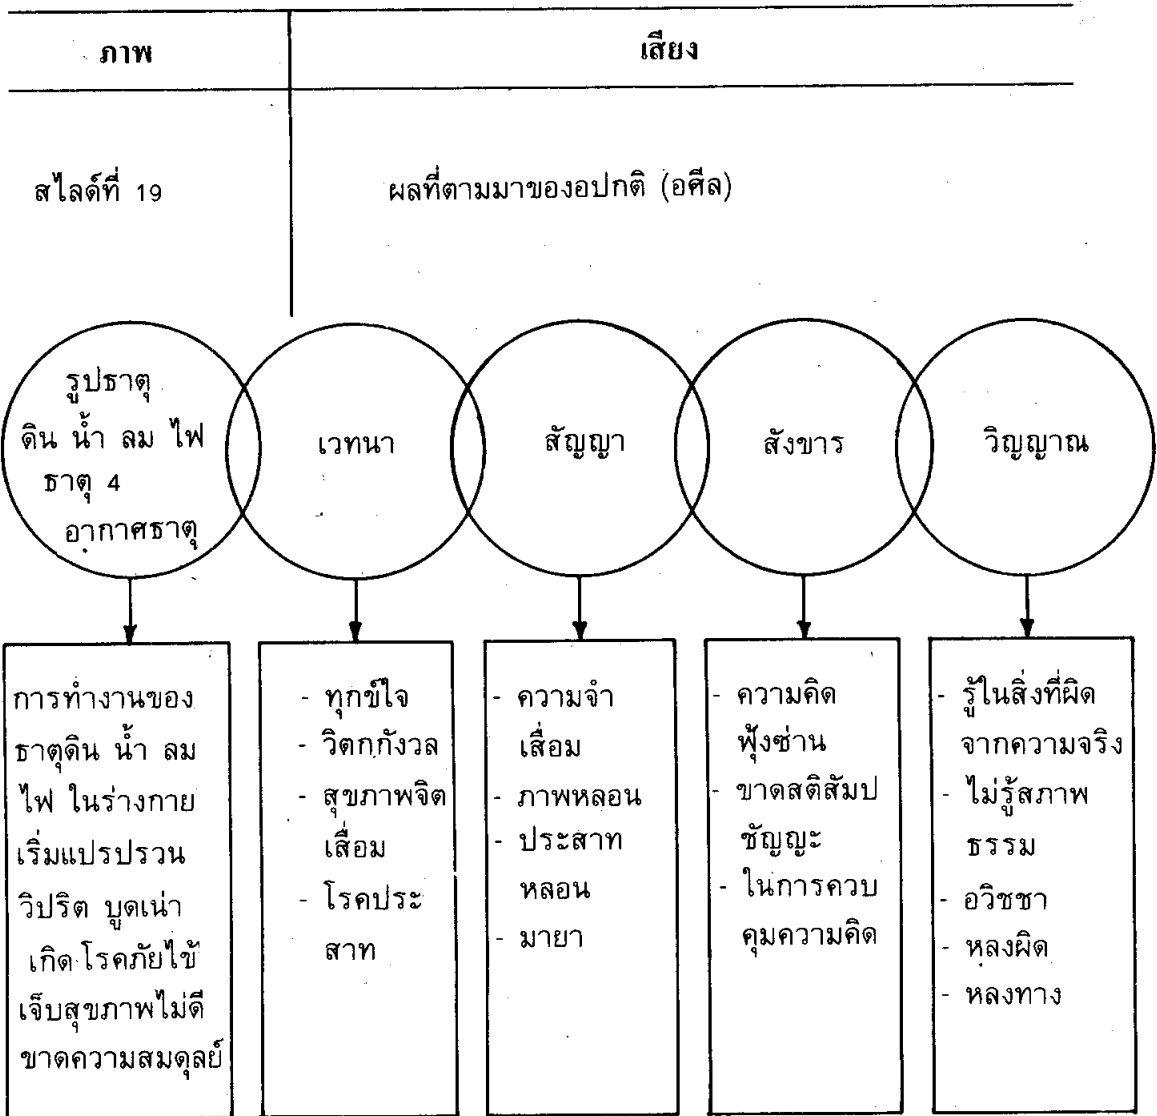 ภาพ
เสียง
สไลด์ที่ 19
ผลที่ตามมาของอปกติ (อศีล)
รูปธาตุ
ดิน น้ำ ลม ไฟ
ธาตุ 4
อากาศธาตุ
เวทนา
สัญญา
สังขาร
วิญญาณ
การทำงานของ
ธาตุดิน น้ำ ลม
ไฟ ในร่างกาย
เริ่มแปรปรวน
วิปริต บูดเน่า
เกิดโรคภัยไข้
เจ็บสุขภาพไม่ดี
ขาดความสมดุลย์
- ทุกข์ใจ
- วิตกกังวล
- สุขภาพจิต
เสื่อม
- โรคประ
สาท
- ความจำ
เสื่อม
- ภาพหลอน
- ประสาท
หลอน
- มายา
- ความคิด
ฟุ้งซ่าน
- ขาดสติสัมป
ชัญญะ
- ในการควบ
คุมความคิด
- รู้ในสิ่งที่ผิด
จากความจริง
- ไม่รู้สภาพ
ธรรม
- อวิชชา
- หลงผิด
- หลงทาง